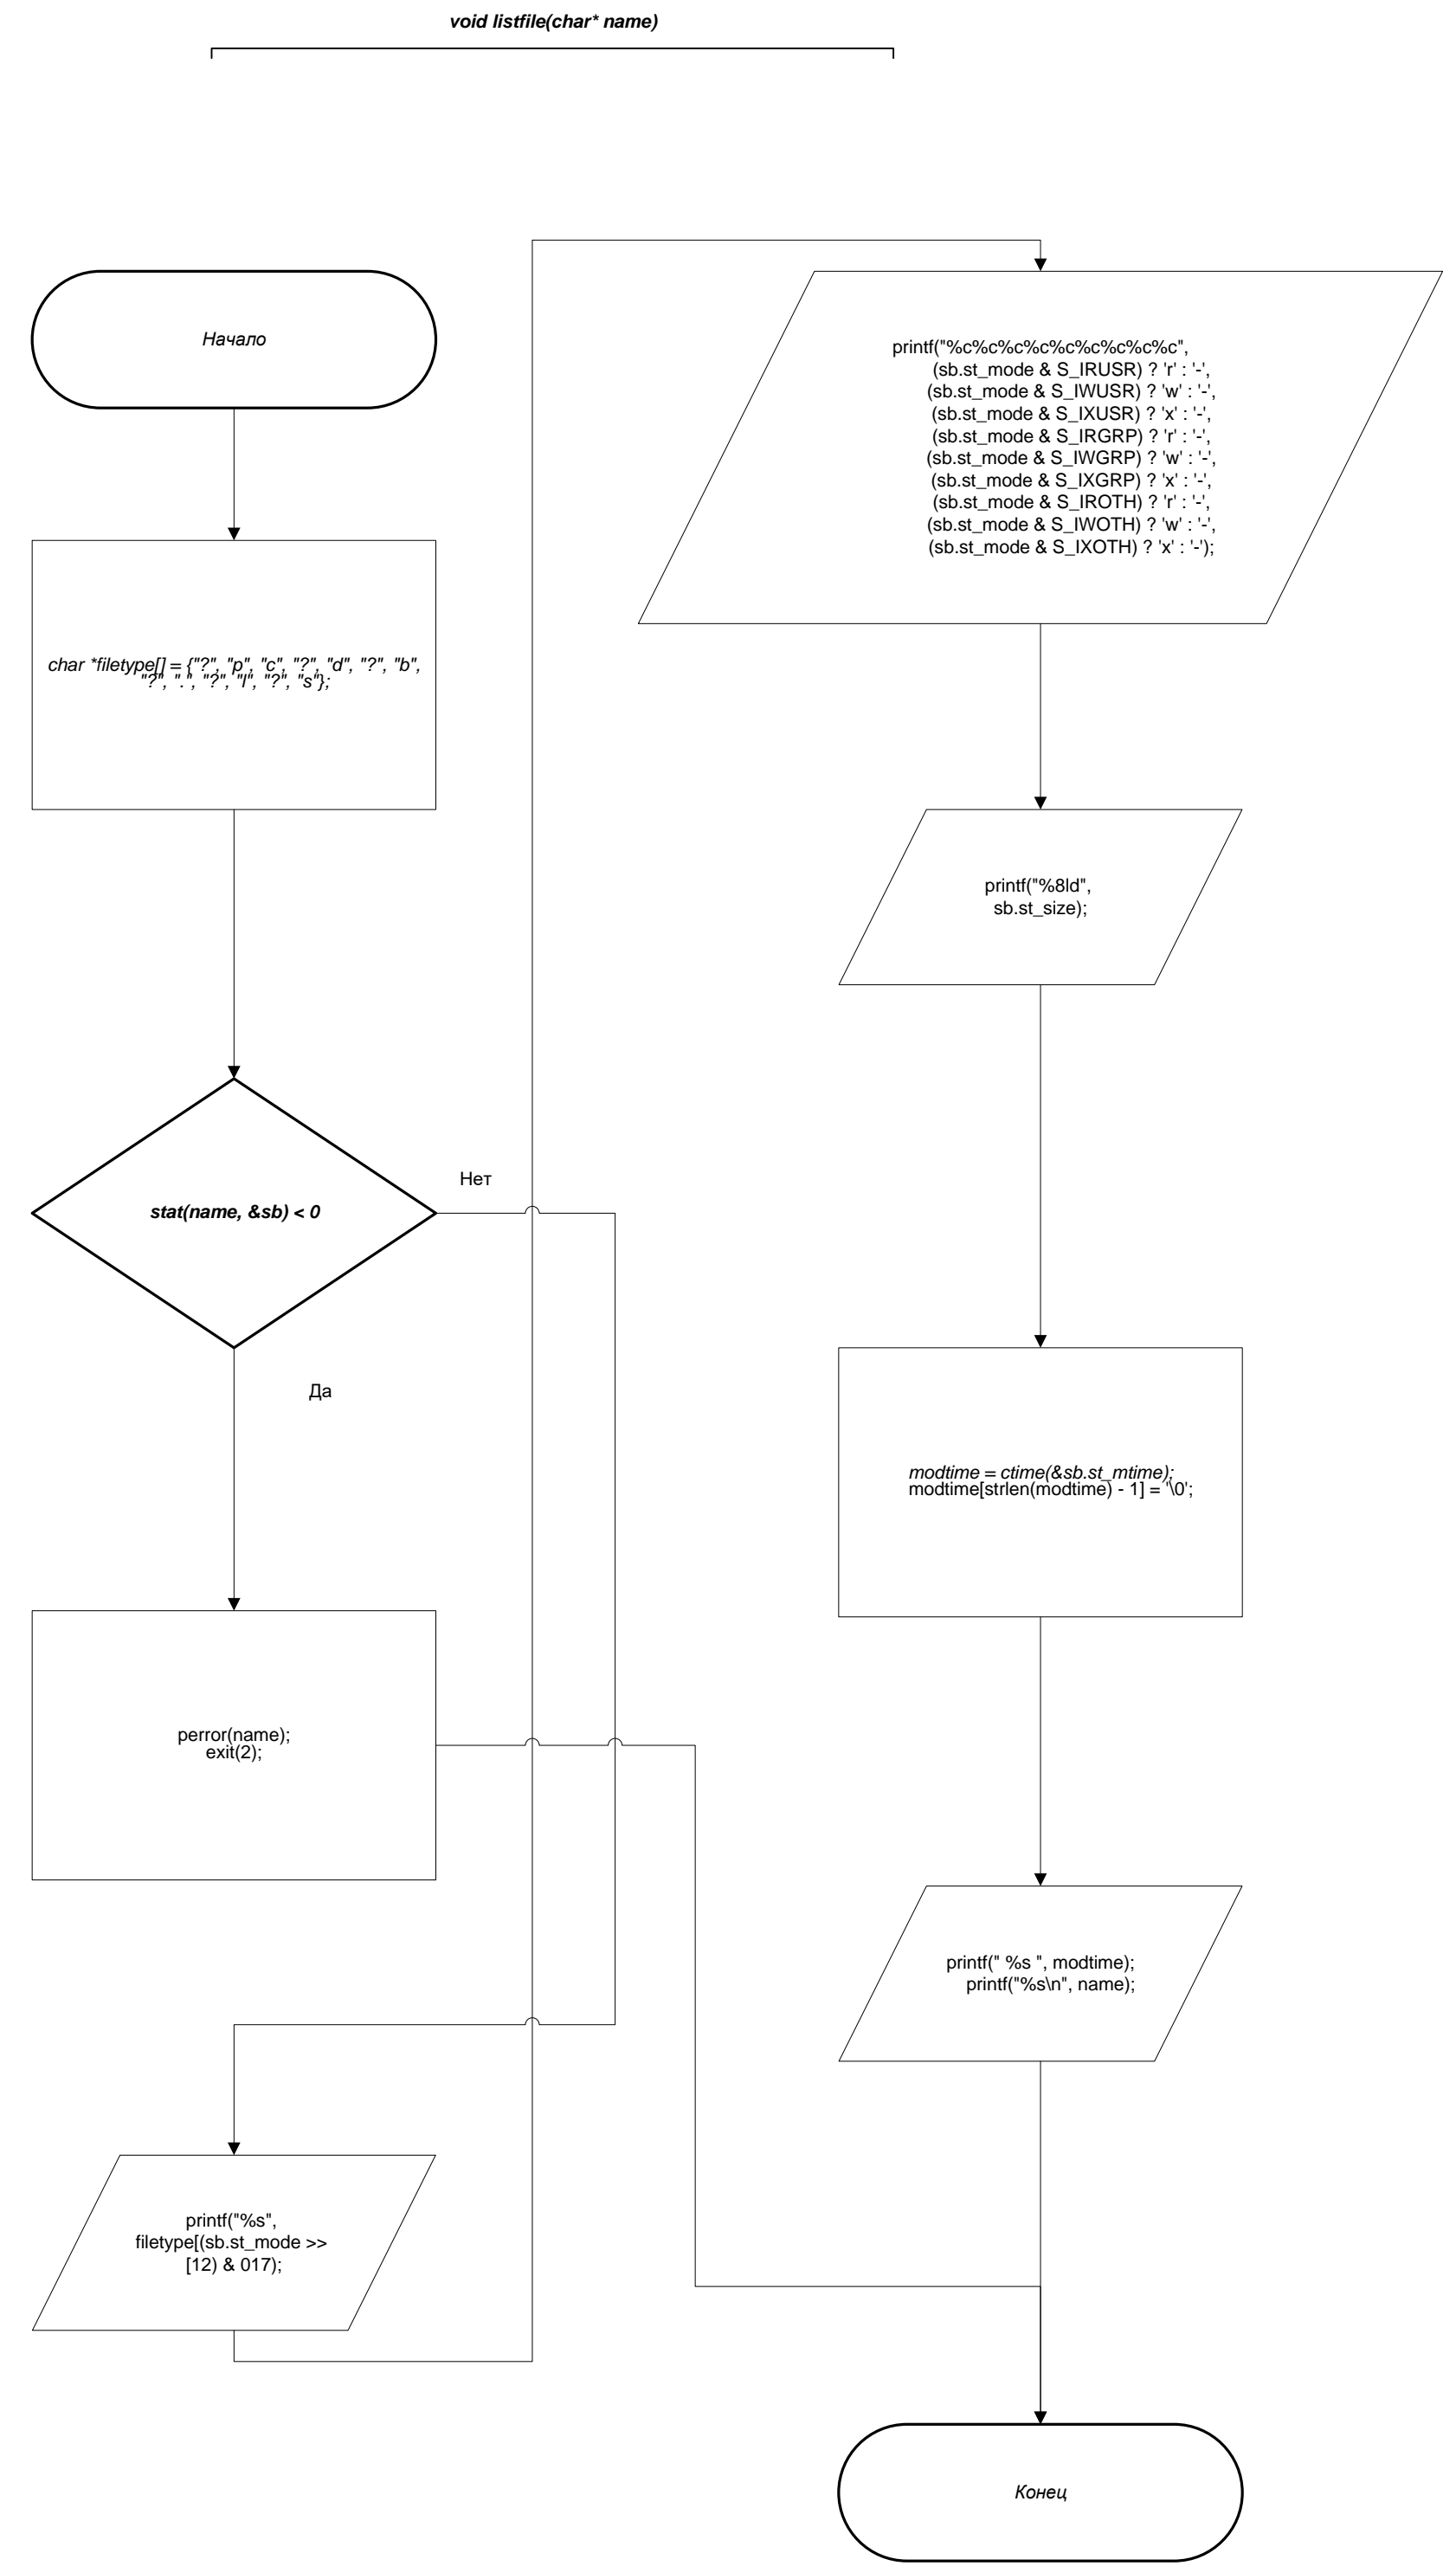 void listfile(char* name)
Начало
char *filetype[] = {"?", "p", "c", "?", "d", "?", "b",
"?", ".", "?", "l", "?", "s"};
stat(name, &sb) < 0
Нет
Да
perror(name);
exit(2);
printf("%s",
filetype[(sb.st_mode >>
[12) & 017);
printf("%c%c%c%c%c%c%c%c%c",
(sb.st_mode & S_IRUSR) ? 'r' : '-',
(sb.st_mode & S_IWUSR) ? 'w' : '-',
(sb.st_mode & S_IXUSR) ? 'x' : '-',
(sb.st_mode & S_IRGRP) ? 'r' : '-',
(sb.st_mode & S_IWGRP) ? 'w' : '-',
(sb.st_mode & S_IXGRP) ? 'x' : '-',
(sb.st_mode & S_IROTH) ? 'r' : '-',
(sb.st_mode & S_IWOTH) ? 'w' : '-',
(sb.st_mode & S_IXOTH) ? 'x' : '-');
printf("%8ld",
sb.st_size);
modtime = ctime(&sb.st_mtime);
modtime[strlen(modtime) - 1] = '\0';
printf(" %s ", modtime);
printf("%s\n", name);
Конец